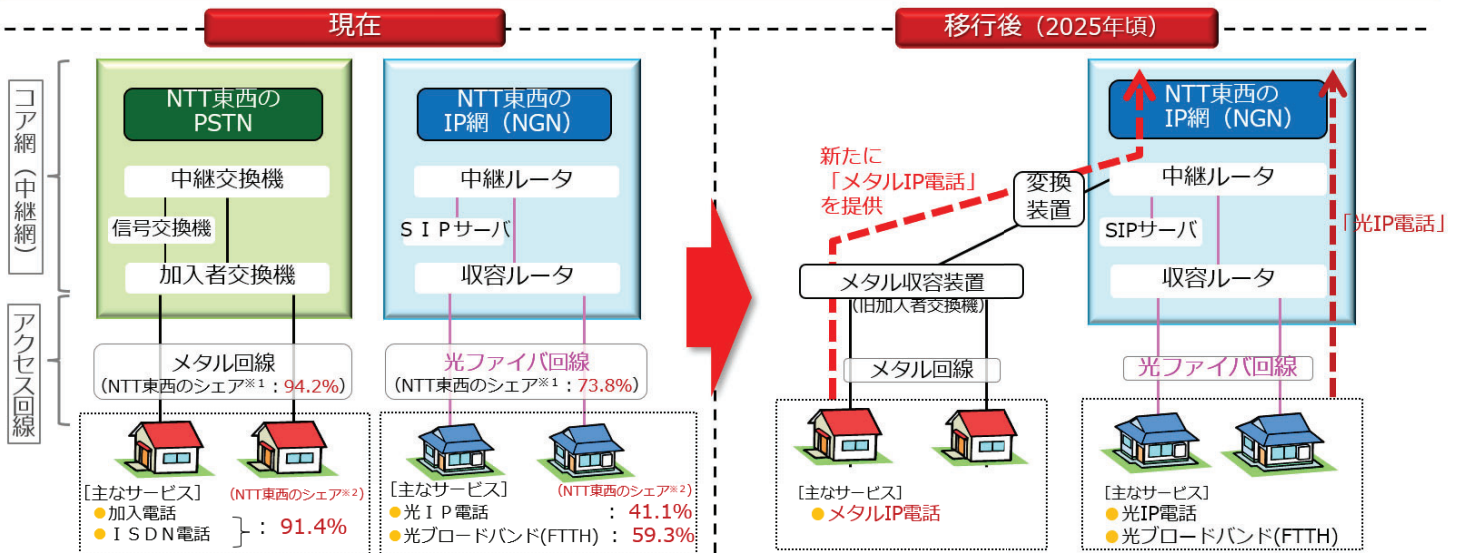 現在
コア網（中継網）
アクセス回線
NTT東西の
PSTN
中継交換機
信号交換機
加入者交換機
メタル回線
（NTT東西のシェア※1：94.2%）
[主なサービス]
（NTT東西のシェア※2）
●加入電話
●ＩＳＤＮ電話
：91.4%
NTT東西の
IP網（NGN）
中継ルータ
ＳＩＰサーバ
収容ルータ
光ファイバ回線
（NTT東西のシェア※1：73.8%）
[主なサービス]
（NTT東西のシェア※2）
●光ＩＰ電話 ：41.1%
●光ブロードバンド(FTTH)：59.3%
移行後（2025年頃）
新たに
「メタルIP電話」
を提供
変換
装置
メタル収容装置
（旧加入者交換機）
メタル回線
[主なサービス]
●メタルIP電話
NTT東西の
IP網（NGN）
中継ルータ
SIPサーバ
収容ルータ
「光IP電話」
光ファイバ回線
[主なサービス]
●光IP電話
●光ブロードバンド(FTTH)